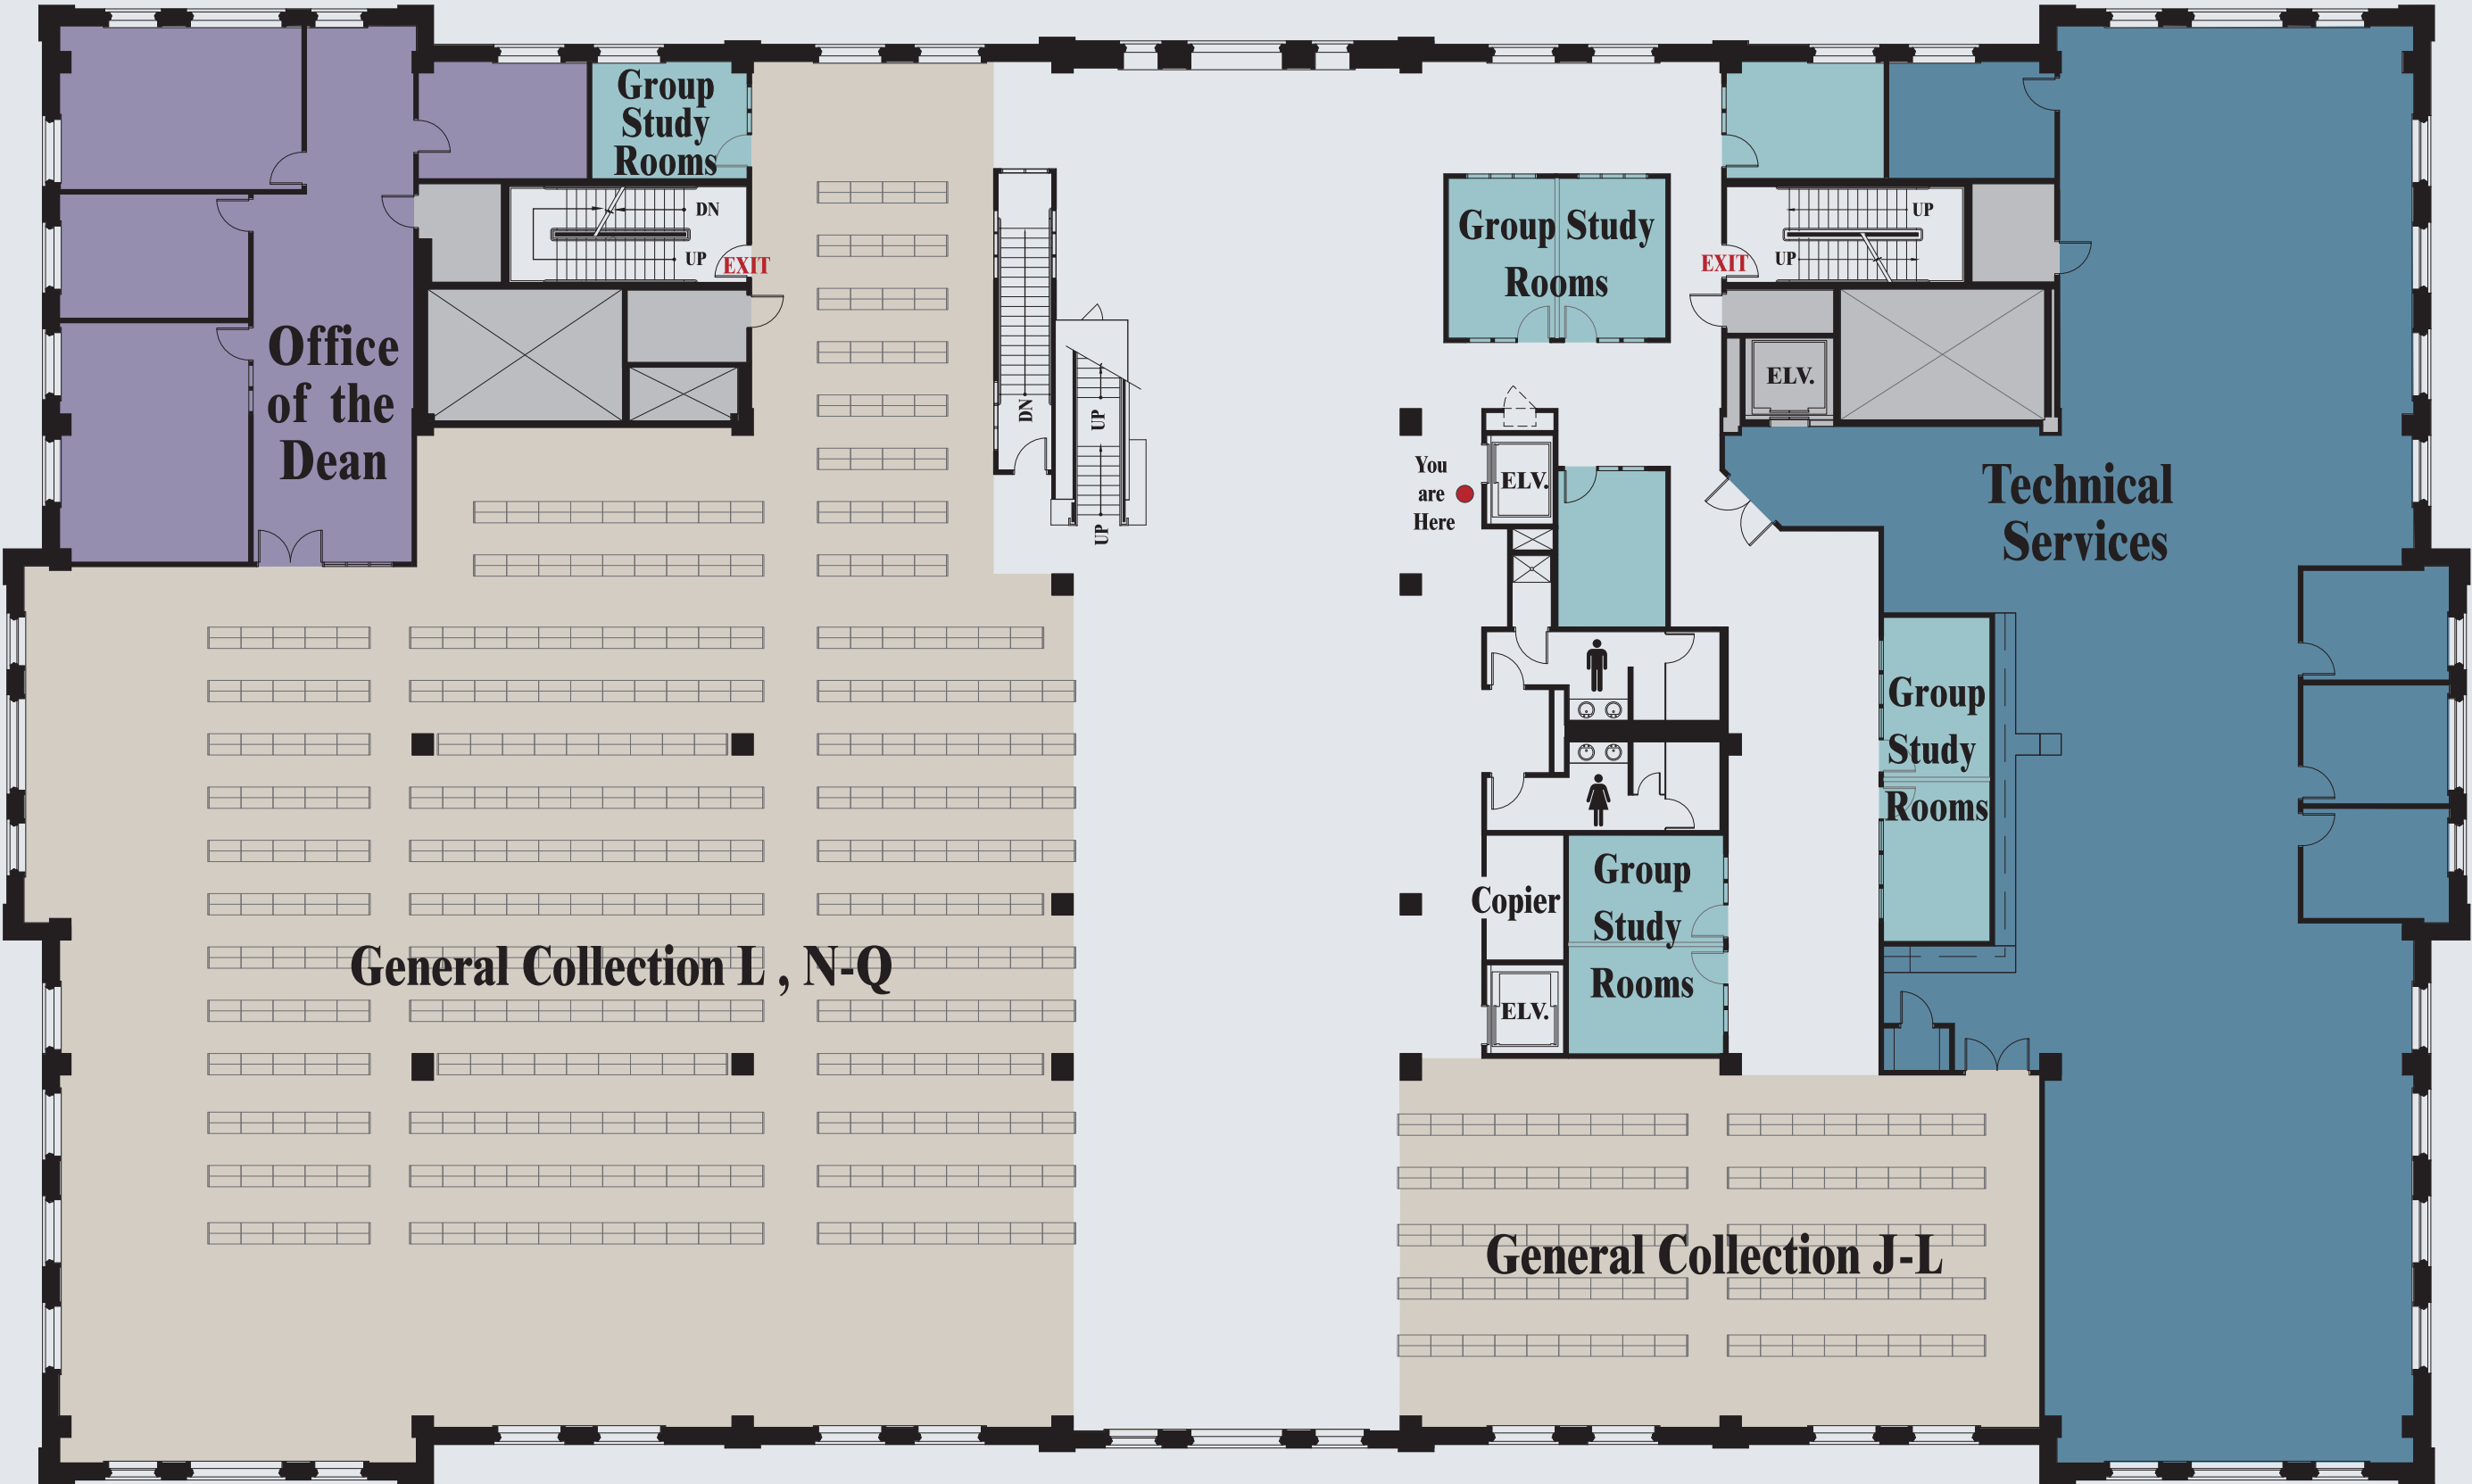 Group
Study
Rooms
DN
UP
EXIT
Office
of the
Dean
DN
UP
UP
Group Study
Rooms
UP
UP
EXIT
ELV.
You
are
Here
ELV.
Technical
Services
Group
Study
Rooms
Group
Study
Rooms
Copier
ELV.
General Collection L , N-Q
General Collection J-L